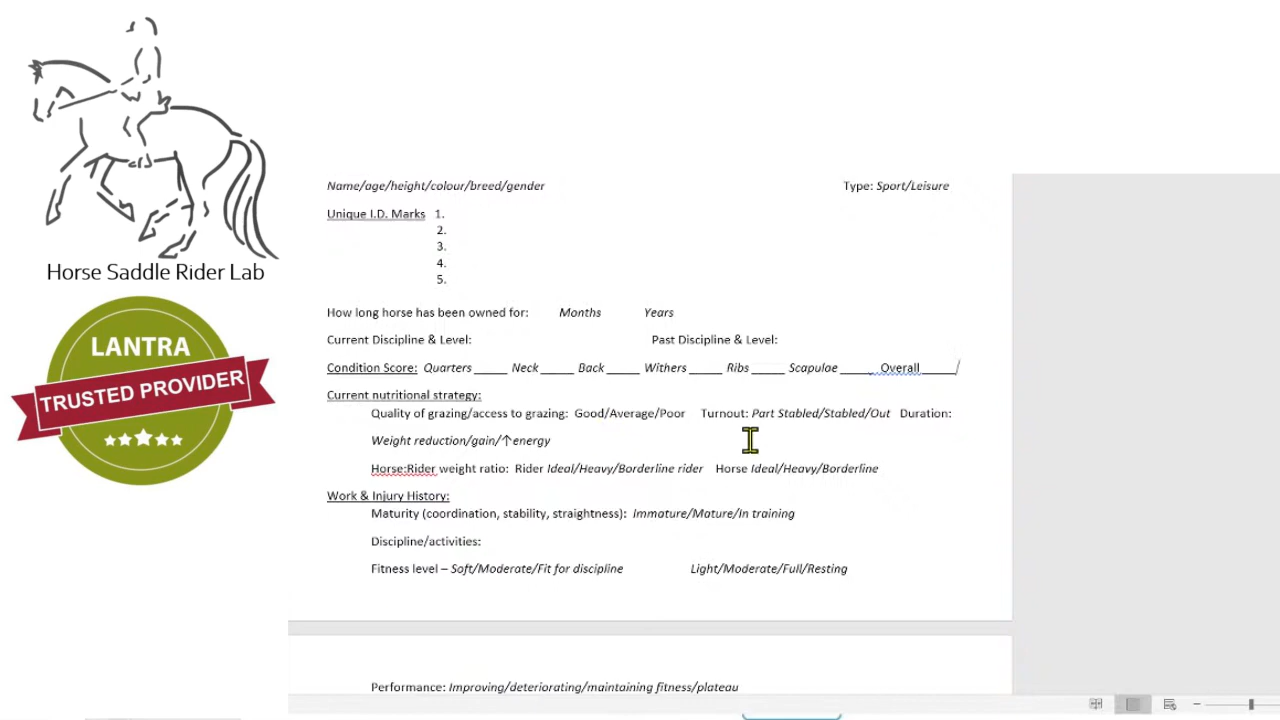 Horse Saddle Rider Lab
LANTRA
TRUSTED PROVIDER
Name/age/height/colour/breed/gender Type: Sport/Leisure
Unique I.D. Marks 1.
2.
3.
4.
5.
How long horse has been owned for: Months Years
Current Discipline & Level: Past Discipline & Level:
Condition Score: Quarters _____ Neck _____ Back _____ Withers _____ Ribs _____ Scapulae _____ Overall _____/
Current nutritional strategy:
Quality of grazing/access to grazing: Good/Average/Poor Turnout: Part Stabled/Stabled/Out Duration:
Weight reduction/gain/↑energy
Horse:Rider weight ratio: Rider Ideal/Heavy/Borderline rider Horse Ideal/Heavy/Borderline
Work & Injury History:
Maturity (coordination, stability, straightness): Immature/Mature/In training
Discipline/activities:
Fitness level – Soft/Moderate/Fit for discipline Light/Moderate/Full/Resting
Performance: Improving/deteriorating/maintaining fitness/plateau